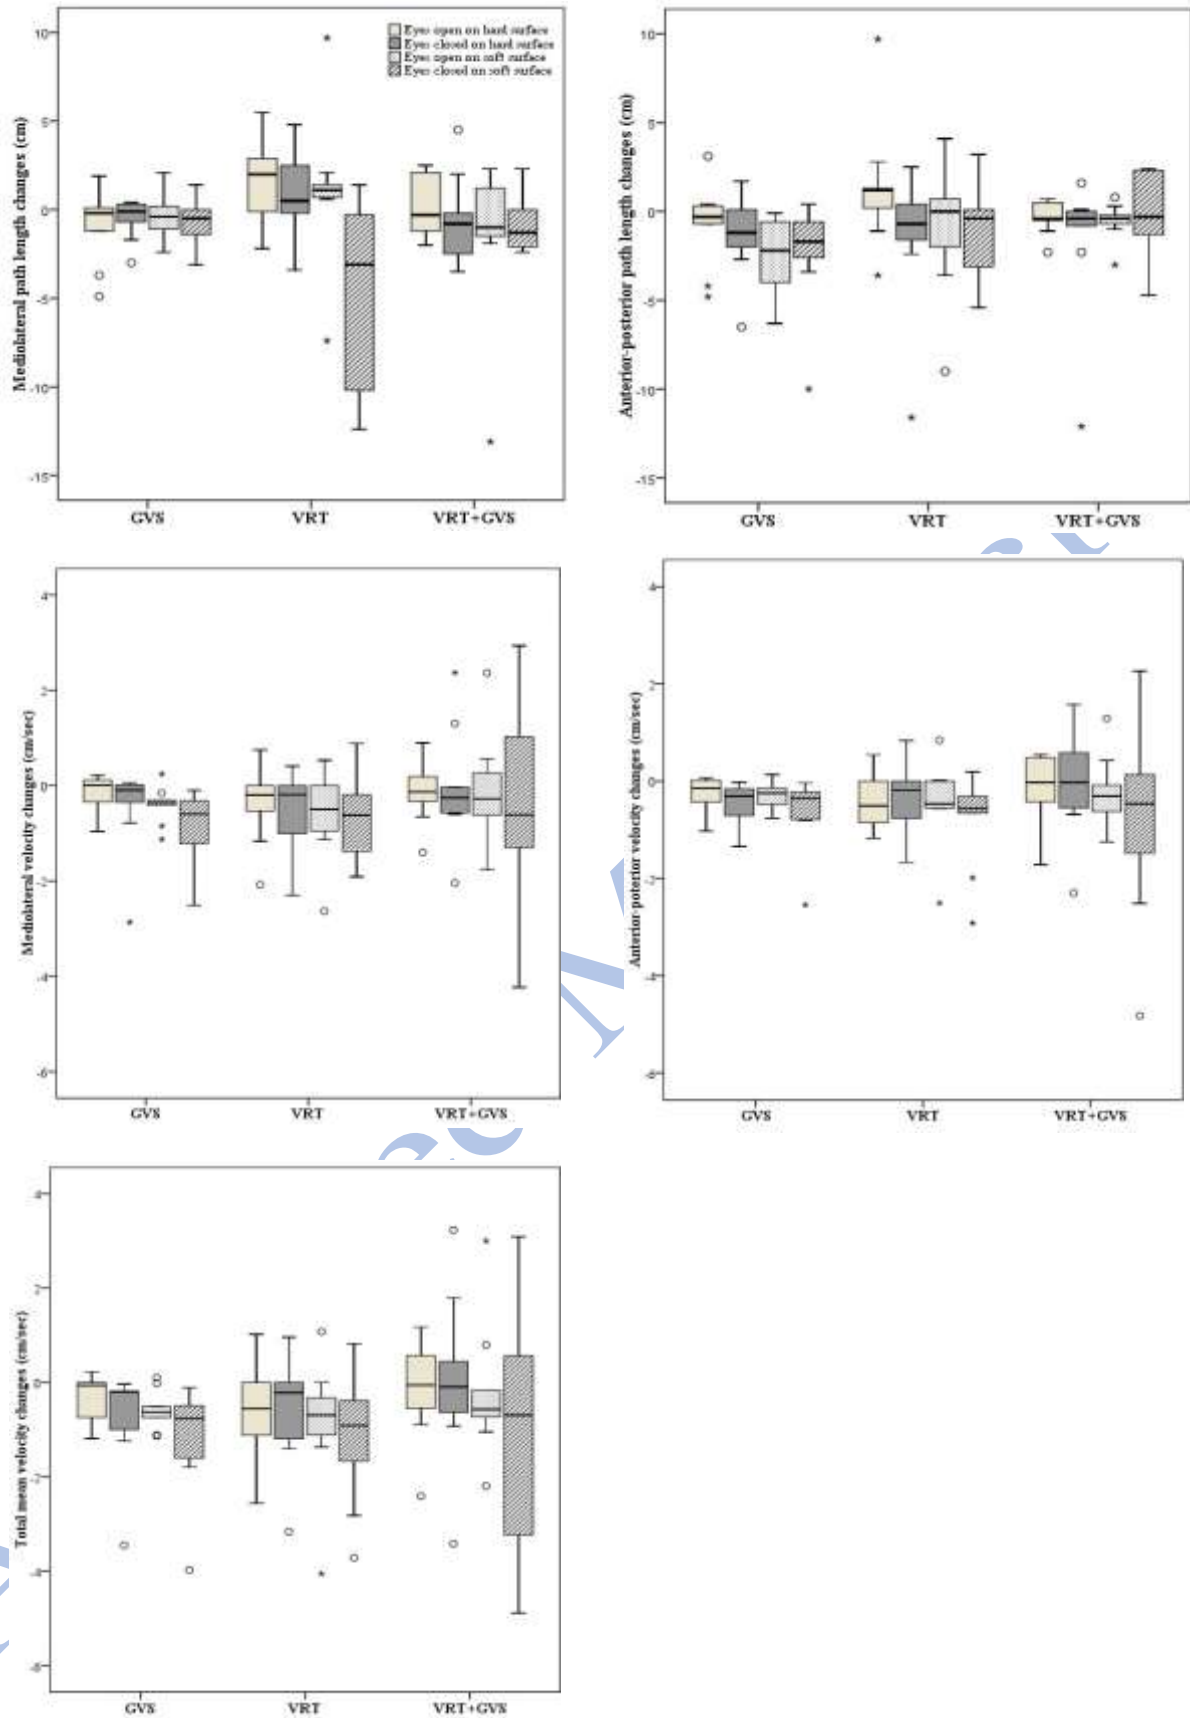 Mediolateral path length changes (cm)
10
5
0
-5
-10
-15
Eyes open on hard surface
Eyes closed on hard surface
Eyes open on soft surface
Eyes closed on soft surface
GVS VRT VRT+GVS
Anterior-posterior path length changes (cm)
10
5
0
-5
-10
-15
GVS VRT VRT+GVS
Mediolateral velocity changes (cm/sec)
4
2
0
-2
-4
-6
GVS VRT VRT+GVS
Anterior-poterior velocity changes (cm/sec)
4
2
0
-2
-4
-6
GVS VRT VRT+GVS
Total mean velocity changes (cm/sec)
4
2
0
-2
-4
-6
GVS VRT VRT+GVS